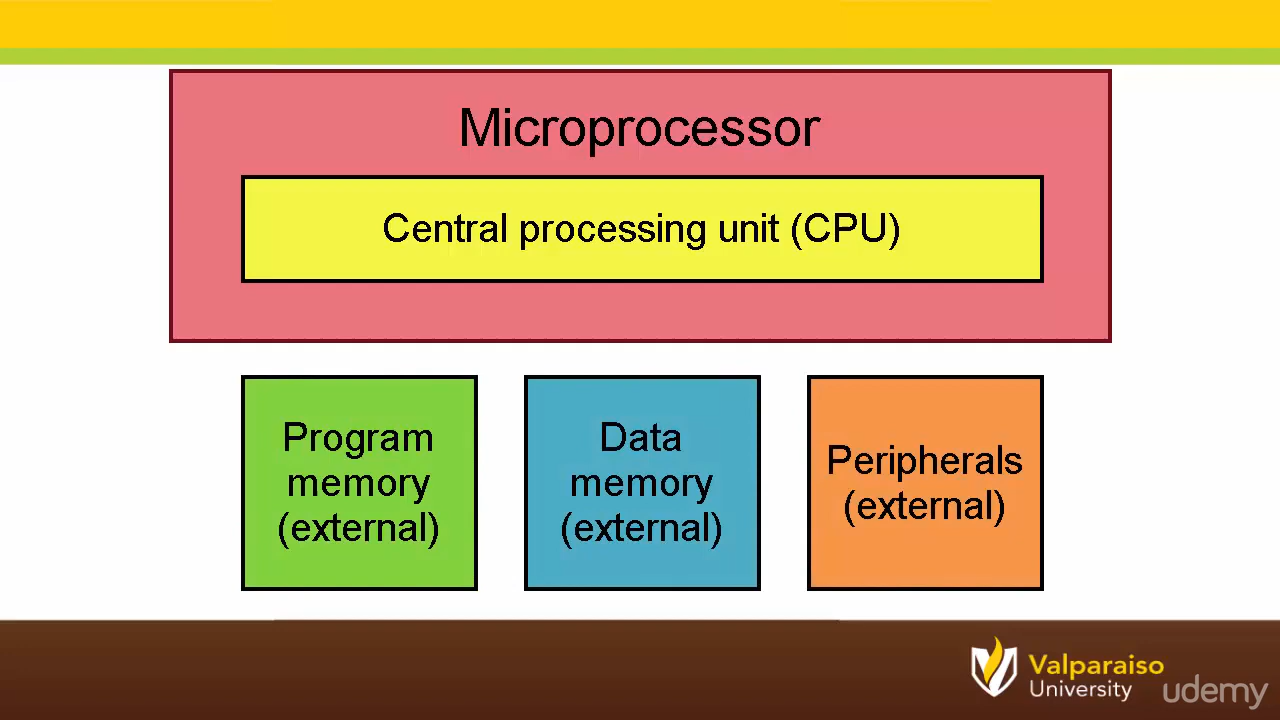 Microprocessor
Central processing unit (CPU)
Program
memory
(external)
Data
memory
(external)
Peripherals
(external)
Valparaiso
University
udemy